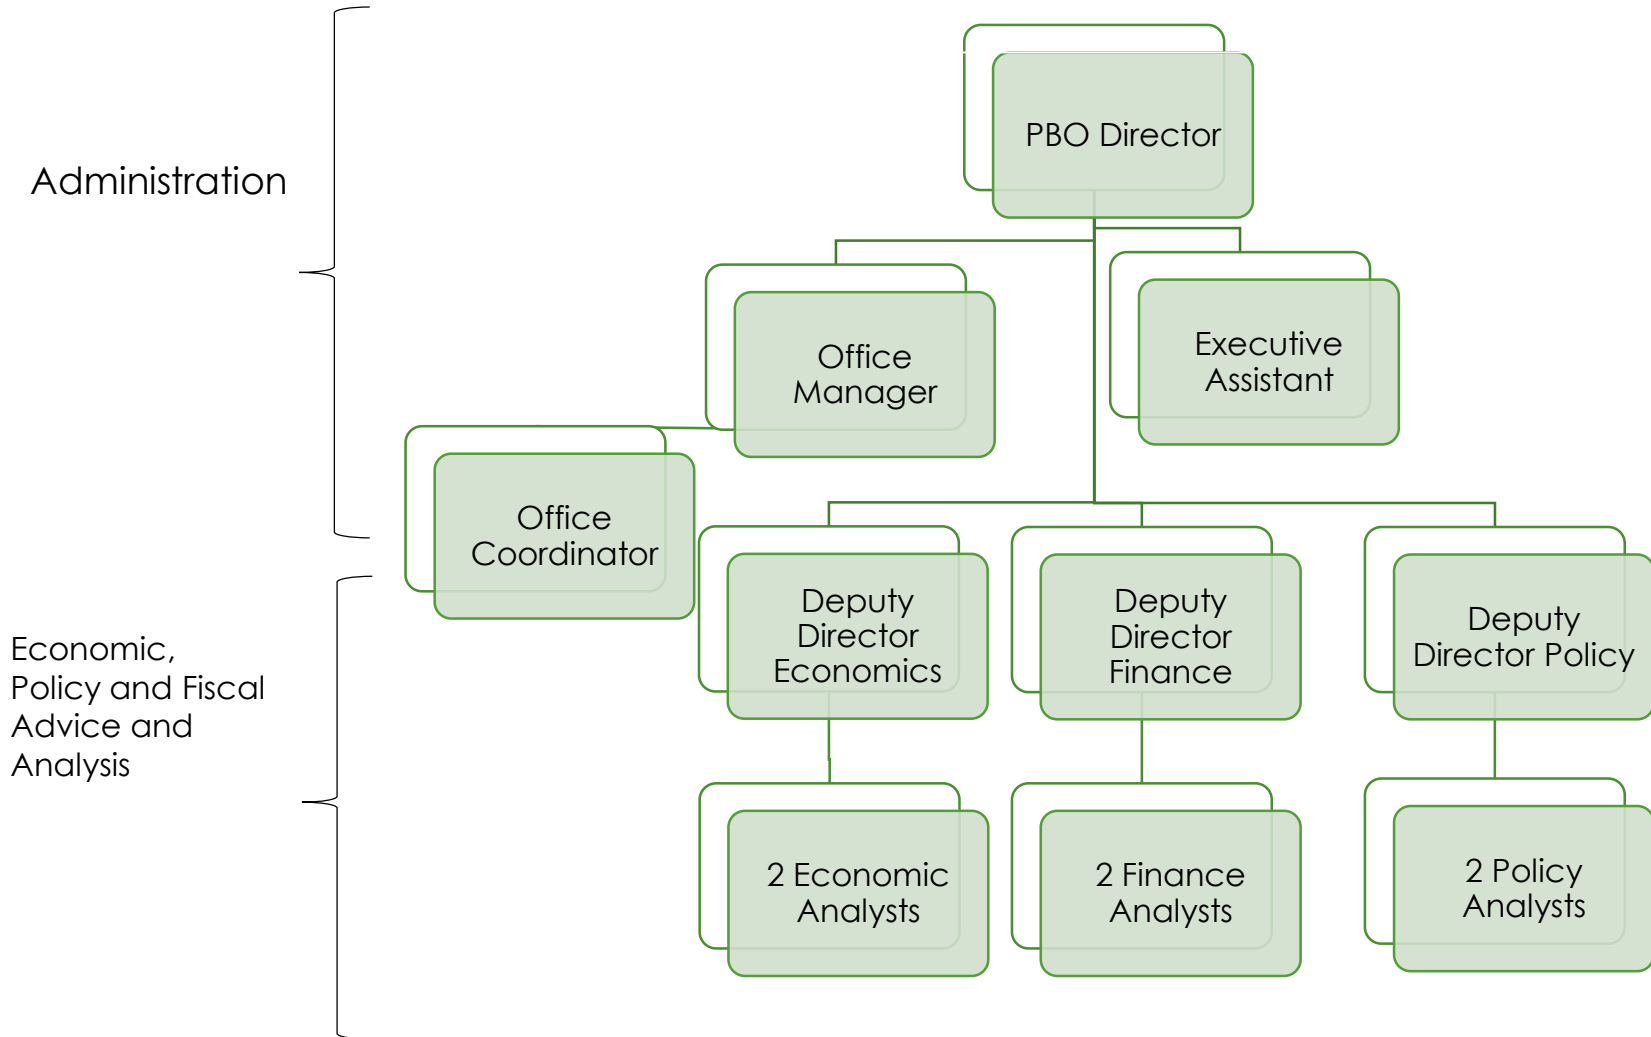 Administration
PBO Director
Office
Manager
Executive
Assistant
Office
Coordinator
Economic,
Policy and Fiscal
Advice and
Analysis
Deputy
Director
Economics
Deputy
Director
Finance
Deputy
Director Policy
2 Economic
Analysts
2 Finance
Analysts
2 Policy
Analysts